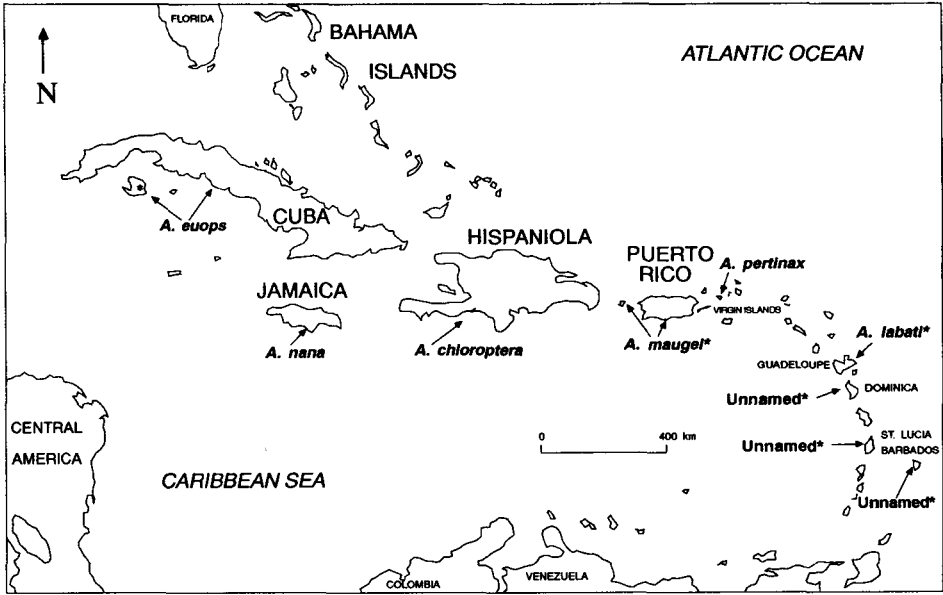 FLORIDA
BAHAMA
ISLANDS
ATLANTIC OCEAN
N
*
A. euops
CUBA
HISPANIOLA
PUERTO
RICO
A. pertinax
JAMAICA
VIRGIN ISLANDS
A. nana
A. chloroptera
A. maugei*
A. labati*
GUADELOUPE
Unnamed*
DOMINICA
CENTRAL
AMERICA
0
400 km
Unnamed*
ST. LUCIA
BARBADOS
CARIBBEAN SEA
Unnamed*
COLOMBIA
VENEZUELA